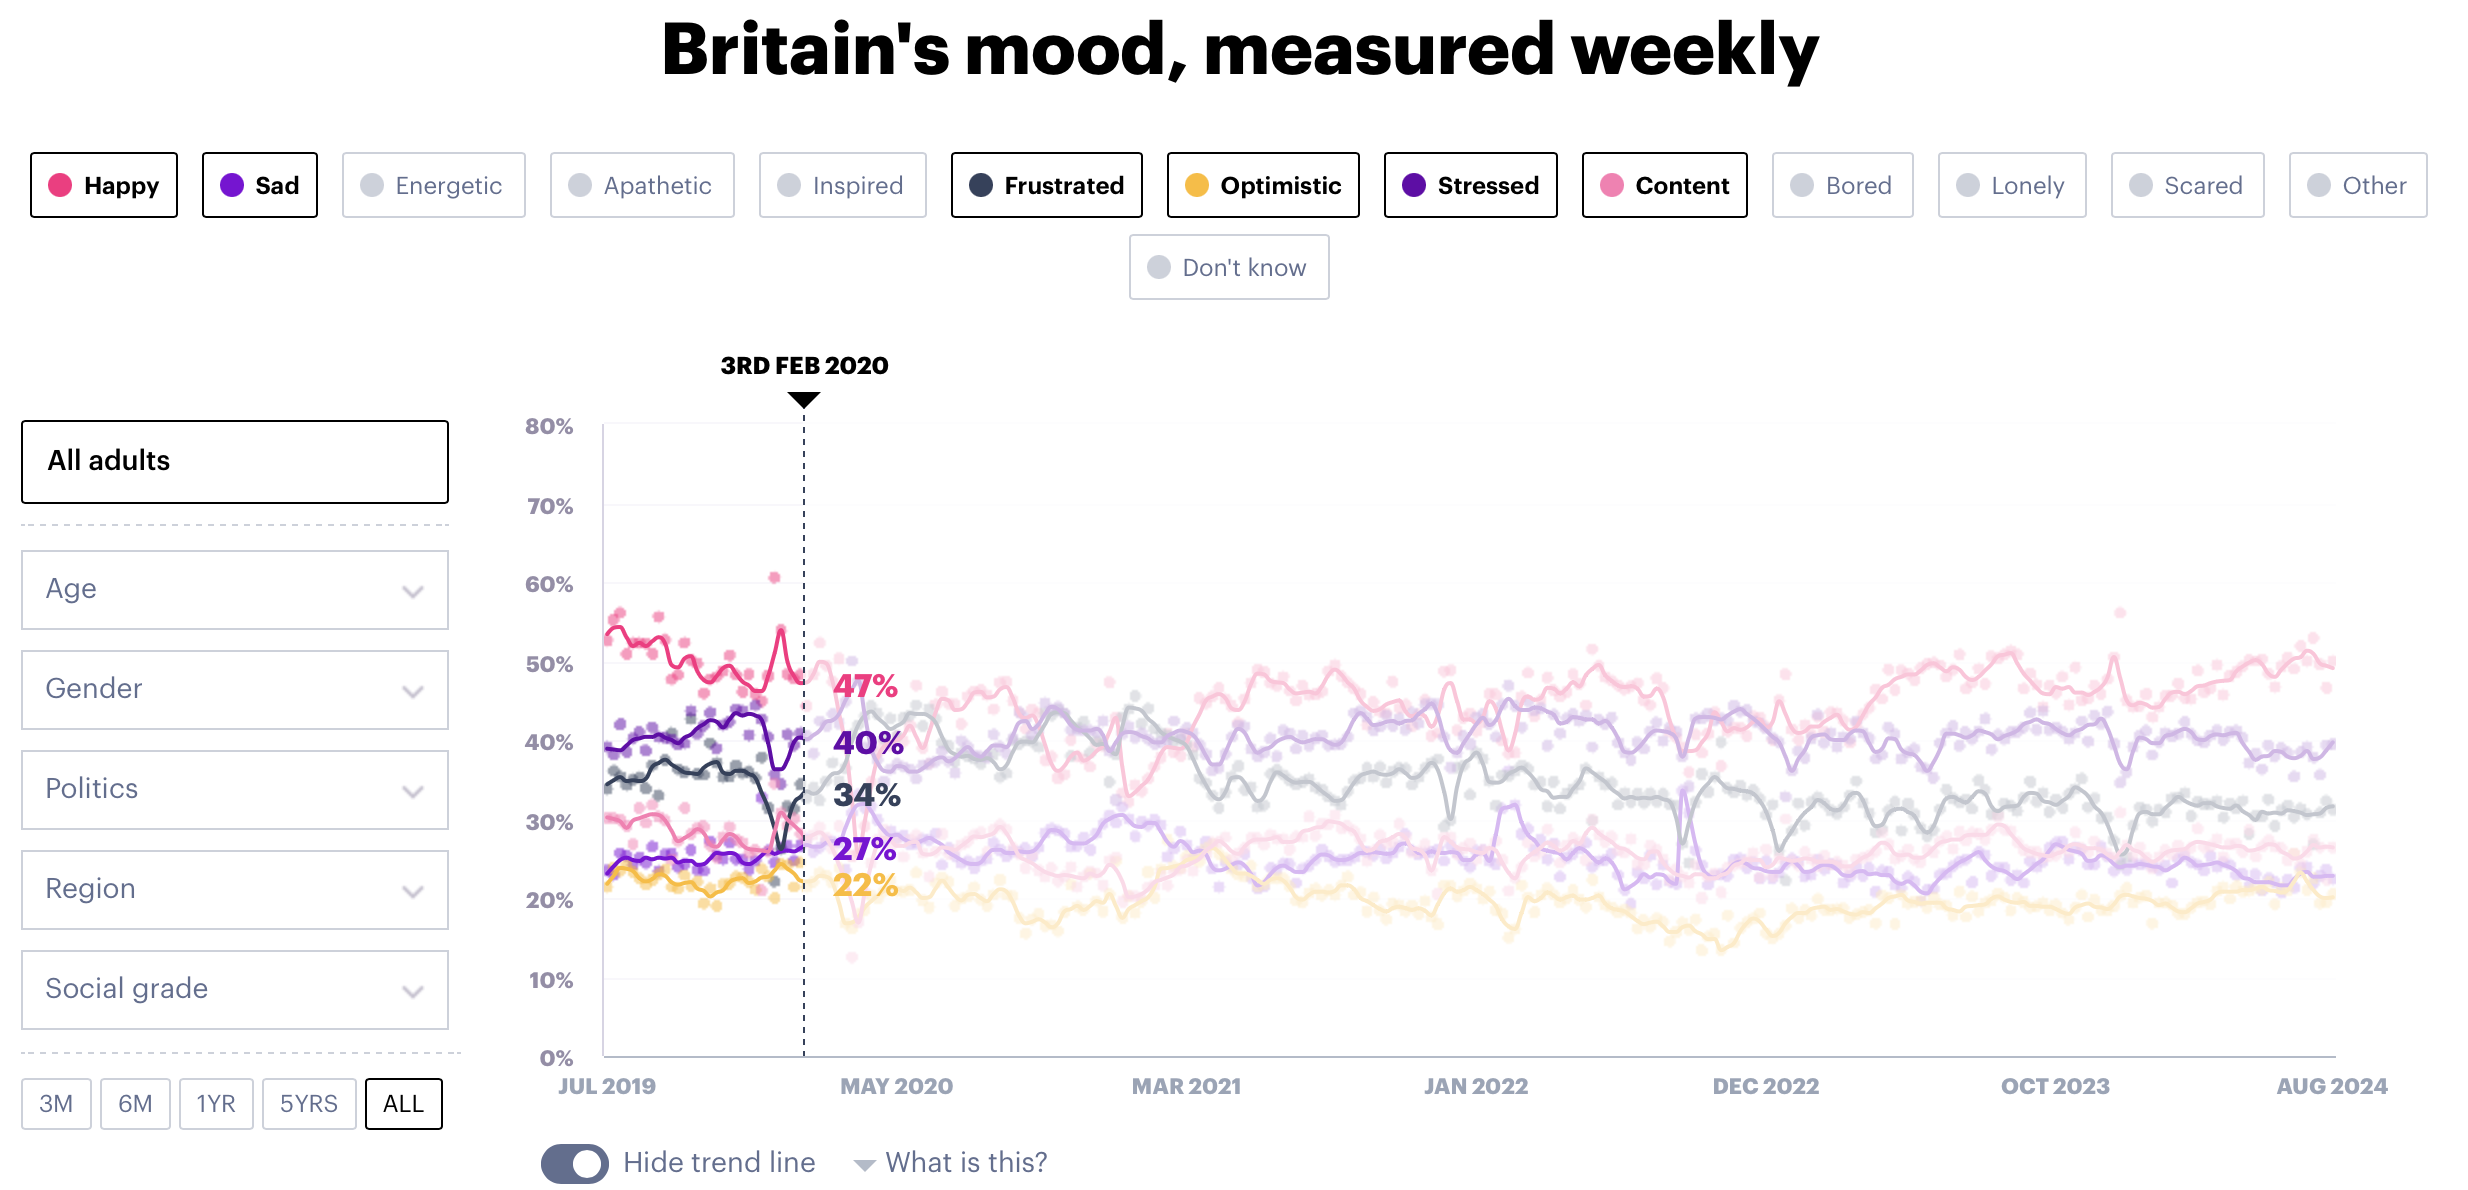 Britain's mood, measured weekly
Happy Sad Energetic Apathetic Inspired Frustrated Optimistic Stressed Content Bored Lonely Scared Other
Don't know
3RD FEB 2020
All adults
Age
Gender
Politics
Region
Social grade
3M 6M 1YR 5YRS ALL
80%
70%
60%
50%
40%
30%
20%
10%
0%
47%
40%
34%
27%
22%
JUL 2019 MAY 2020 MAR 2021 JAN 2022 DEC 2022 OCT 2023 AUG 2024
Hide trend line What is this?